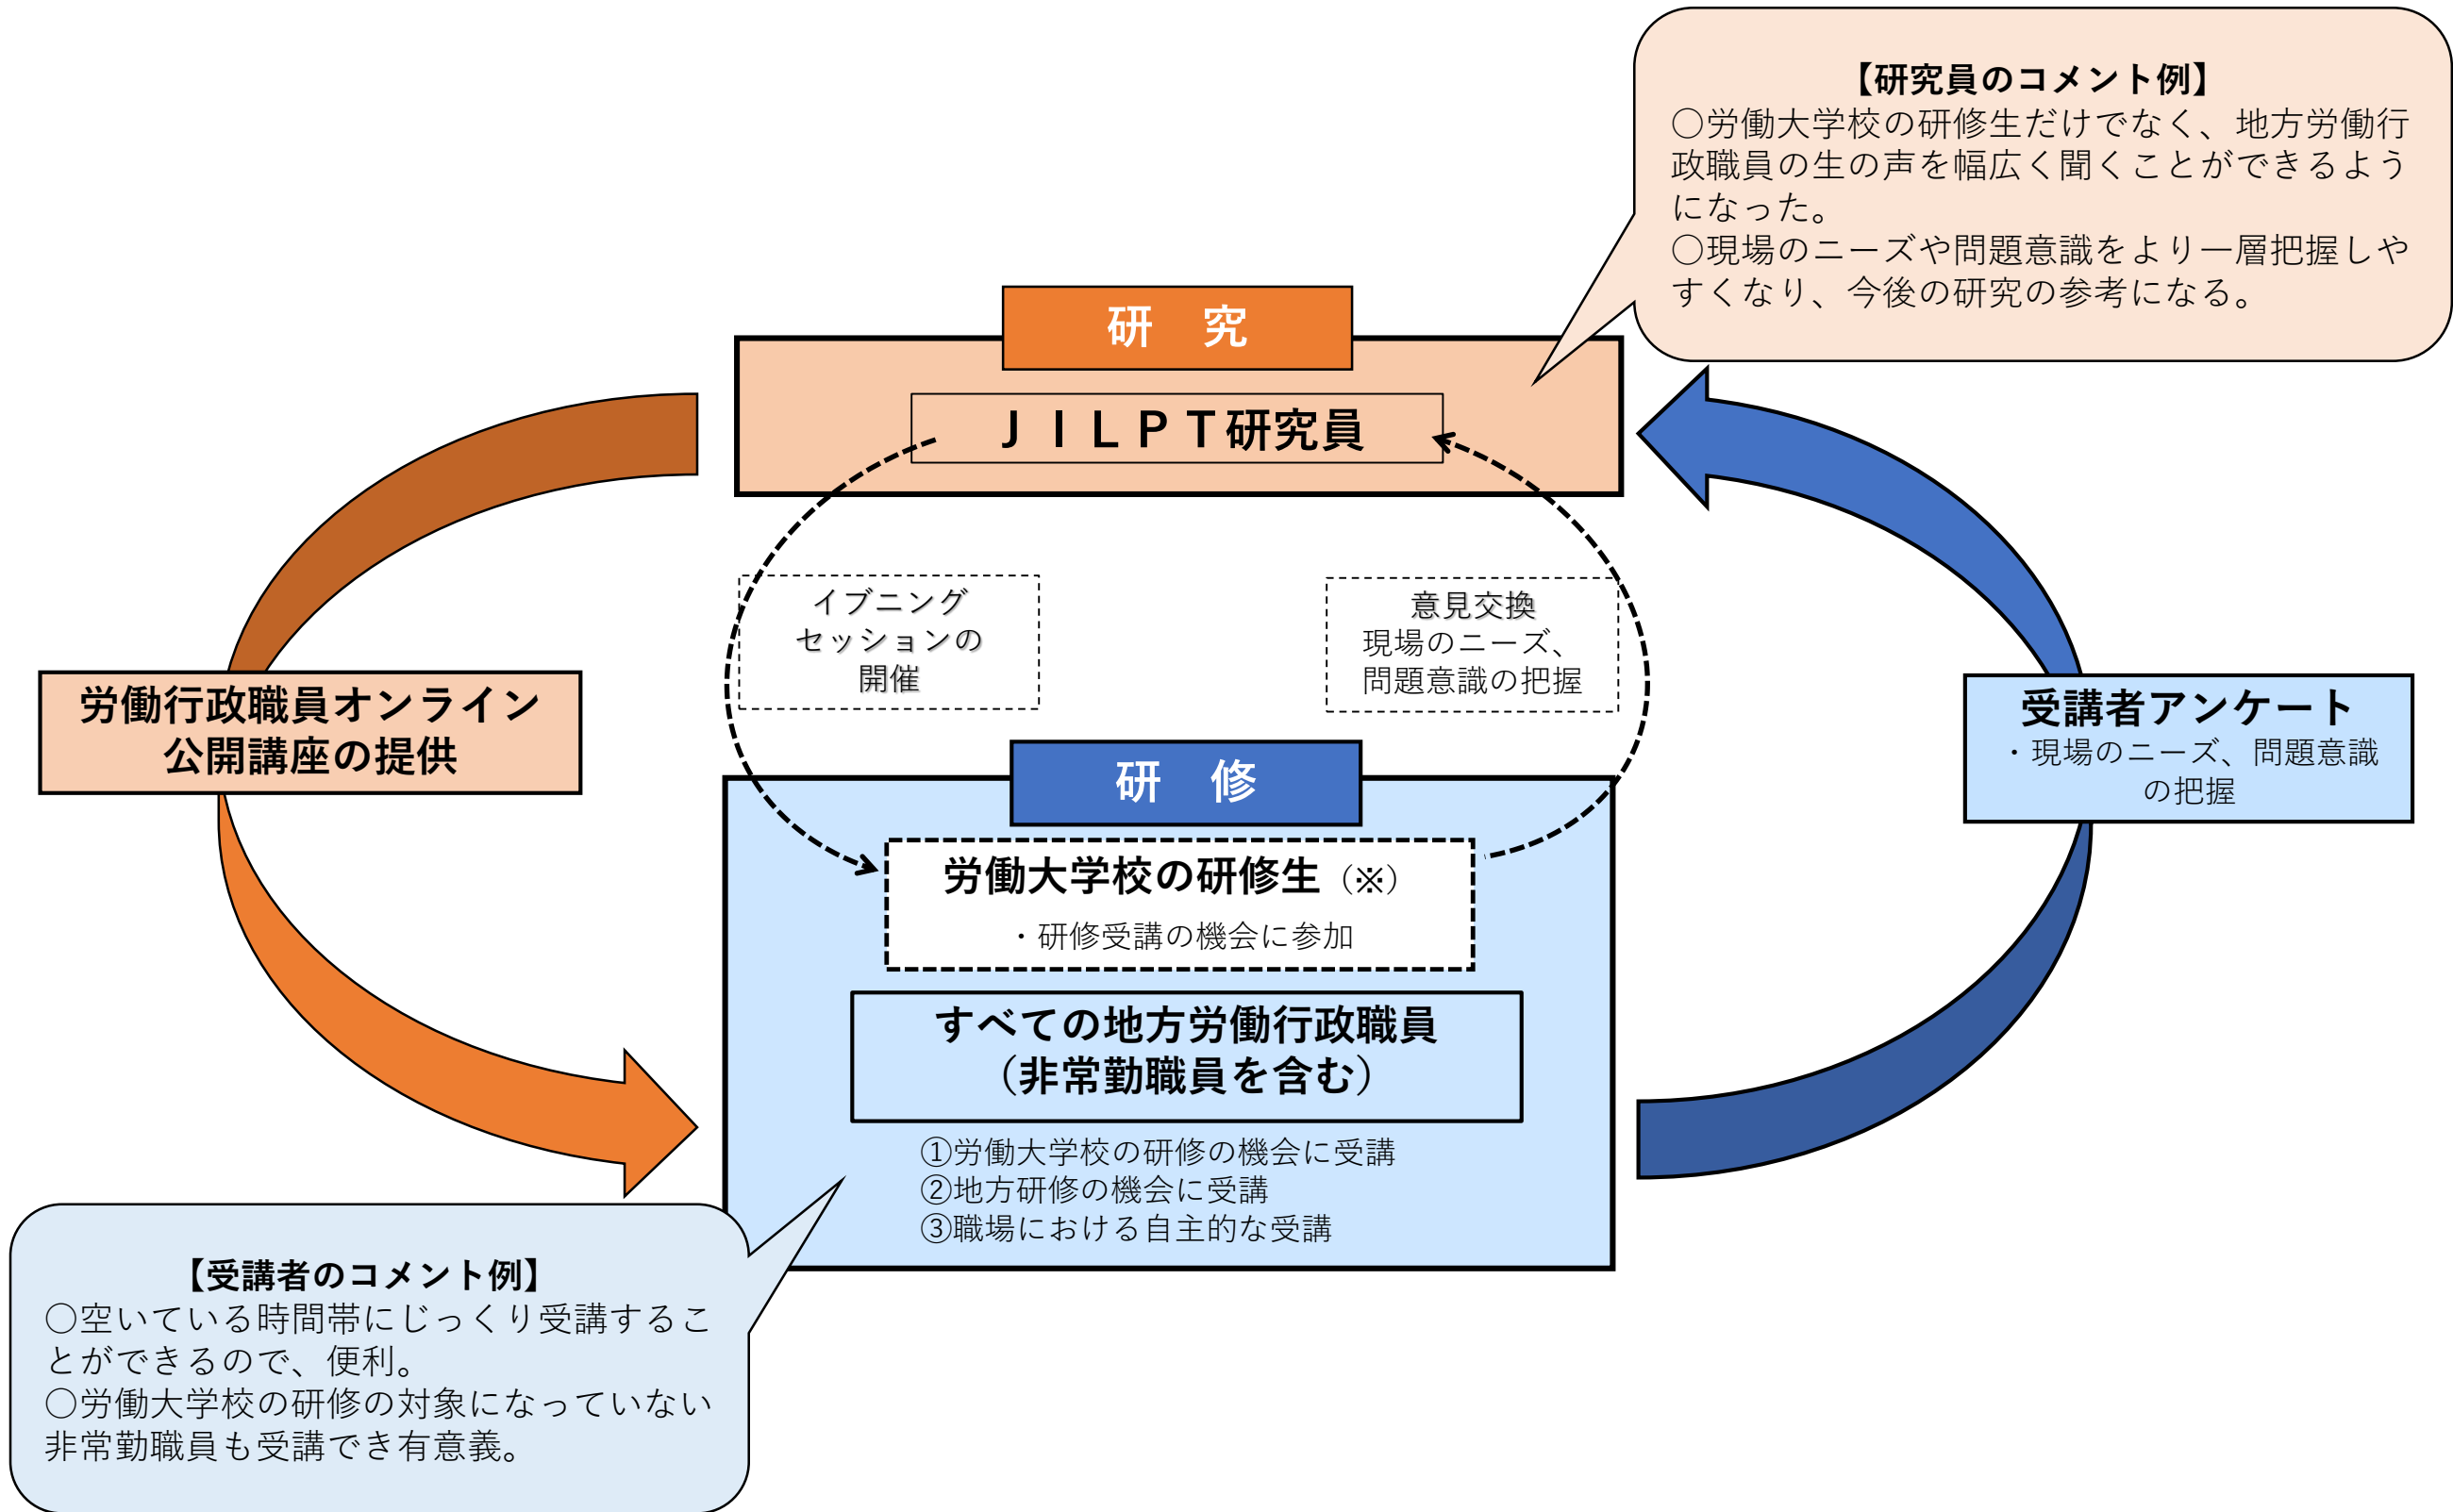 【研究員のコメント例】
○労働大学校の研修生だけでなく、地方労働行
政職員の生の声を幅広く聞くことができるよう
になった。
○現場のニーズや問題意識をより一層把握しや
すくなり、今後の研究の参考になる。
研　究
ＪＩＬＰＴ研究員
イブニング
セッションの
開催
意見交換
現場のニーズ、
問題意識の把握
労働行政職員オンライン
公開講座の提供
受講者アンケート
・現場のニーズ、問題意識
の把握
研　修
労働大学校の研修生（※）
・研修受講の機会に参加
すべての地方労働行政職員
（非常勤職員を含む）
①労働大学校の研修の機会に受講
②地方研修の機会に受講
③職場における自主的な受講
【受講者のコメント例】
○空いている時間帯にじっくり受講するこ
とができるので、便利。
○労働大学校の研修の対象になっていない
非常勤職員も受講でき有意義。